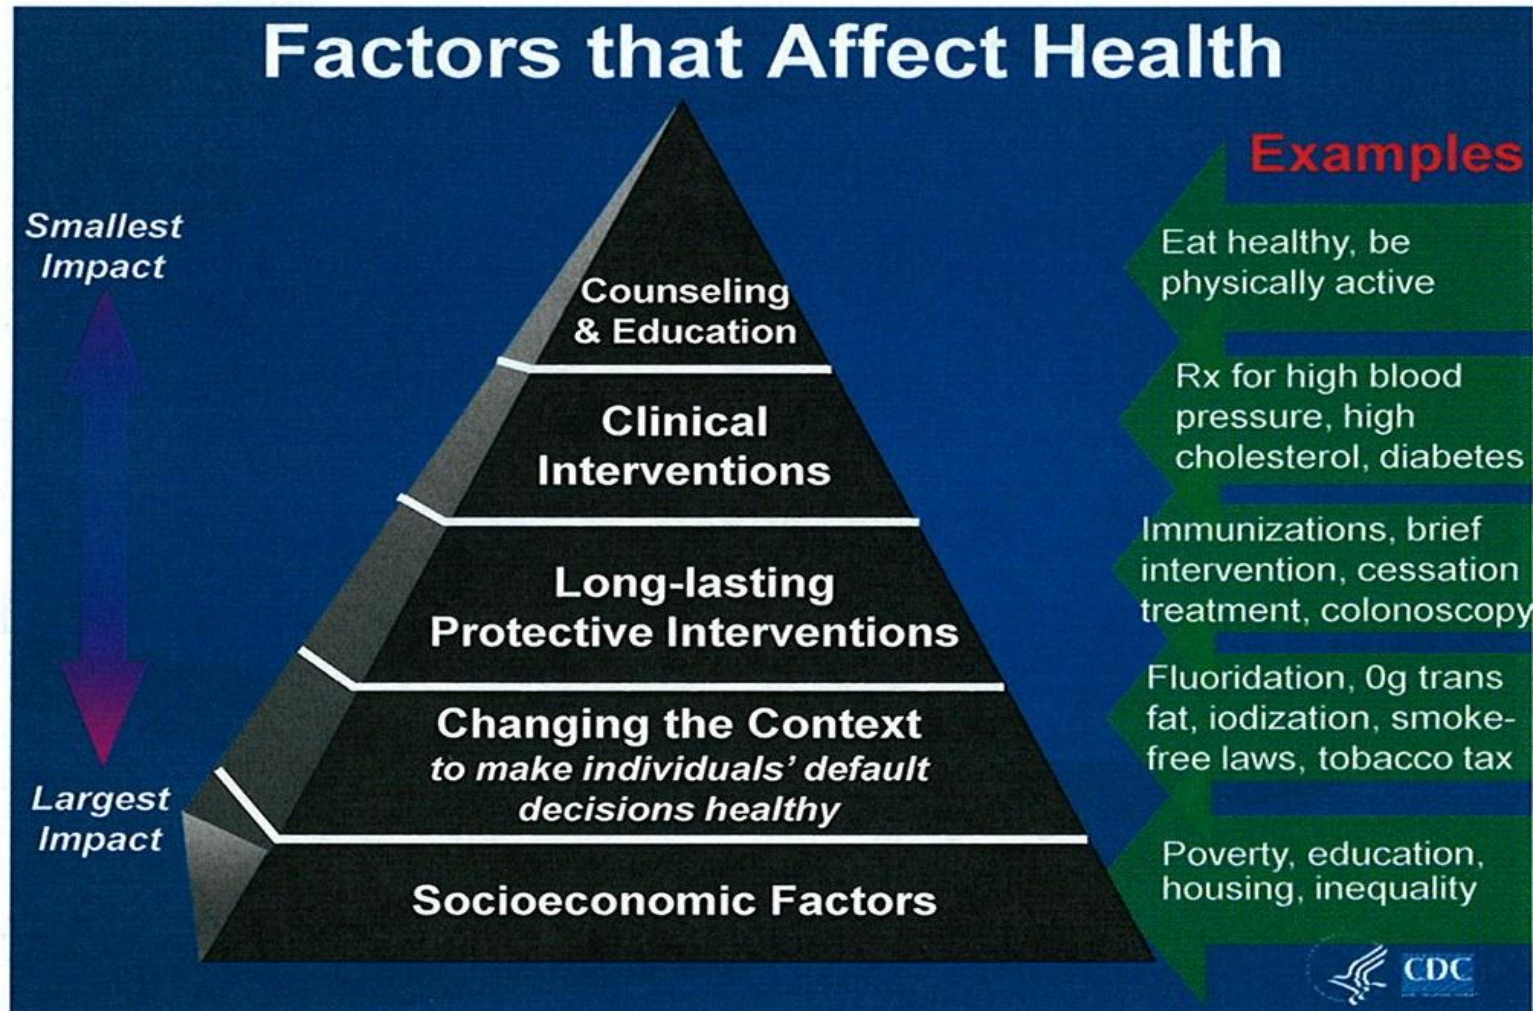 Factors that Affect Health
Examples
Smallest
Impact
Largest
Impact
Counseling
& Education
Eat healthy, be
physically active
Clinical
Interventions
Rx for high blood
pressure, high
cholesterol, diabetes
Long-lasting
Protective Interventions
Immunizations, brief
intervention, cessation
treatment, colonoscopy
Changing the Context
to make individuals’ default
decisions healthy
Fluoridation, 0g trans
fat, iodization, smoke-
free laws, tobacco tax
Socioeconomic Factors
Poverty, education,
housing, inequality
CDC